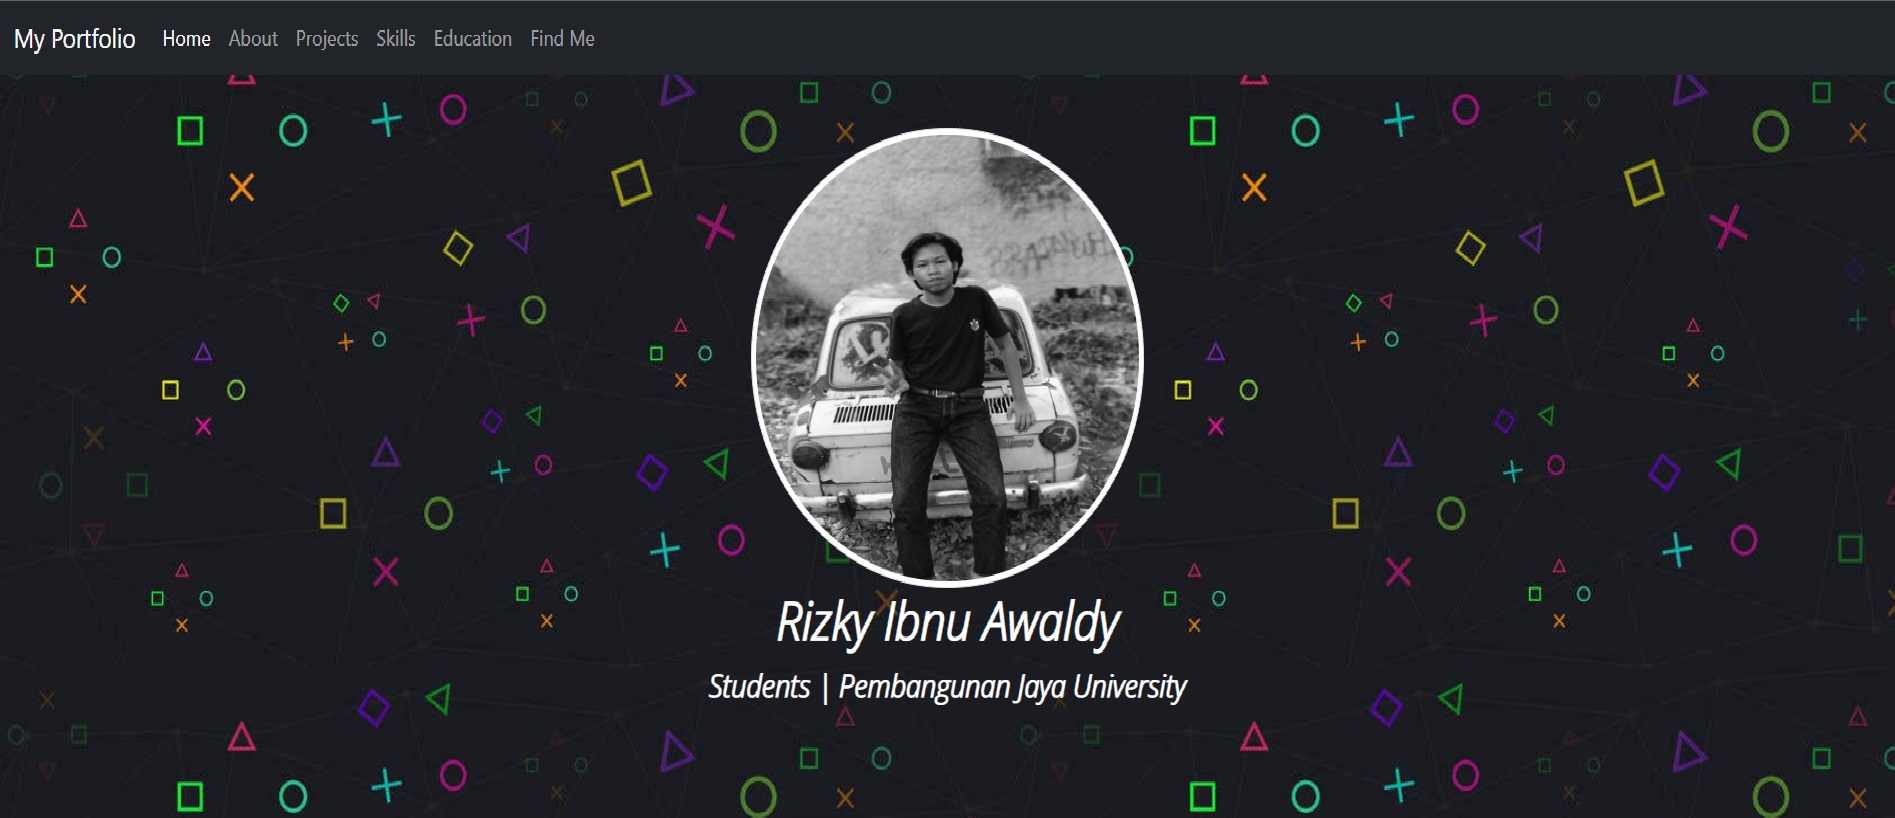 My Portfolio Home About Projects Skills Education Find Me
Rizky Ibnu Awaldy
Students | Pembangunan Jaya University